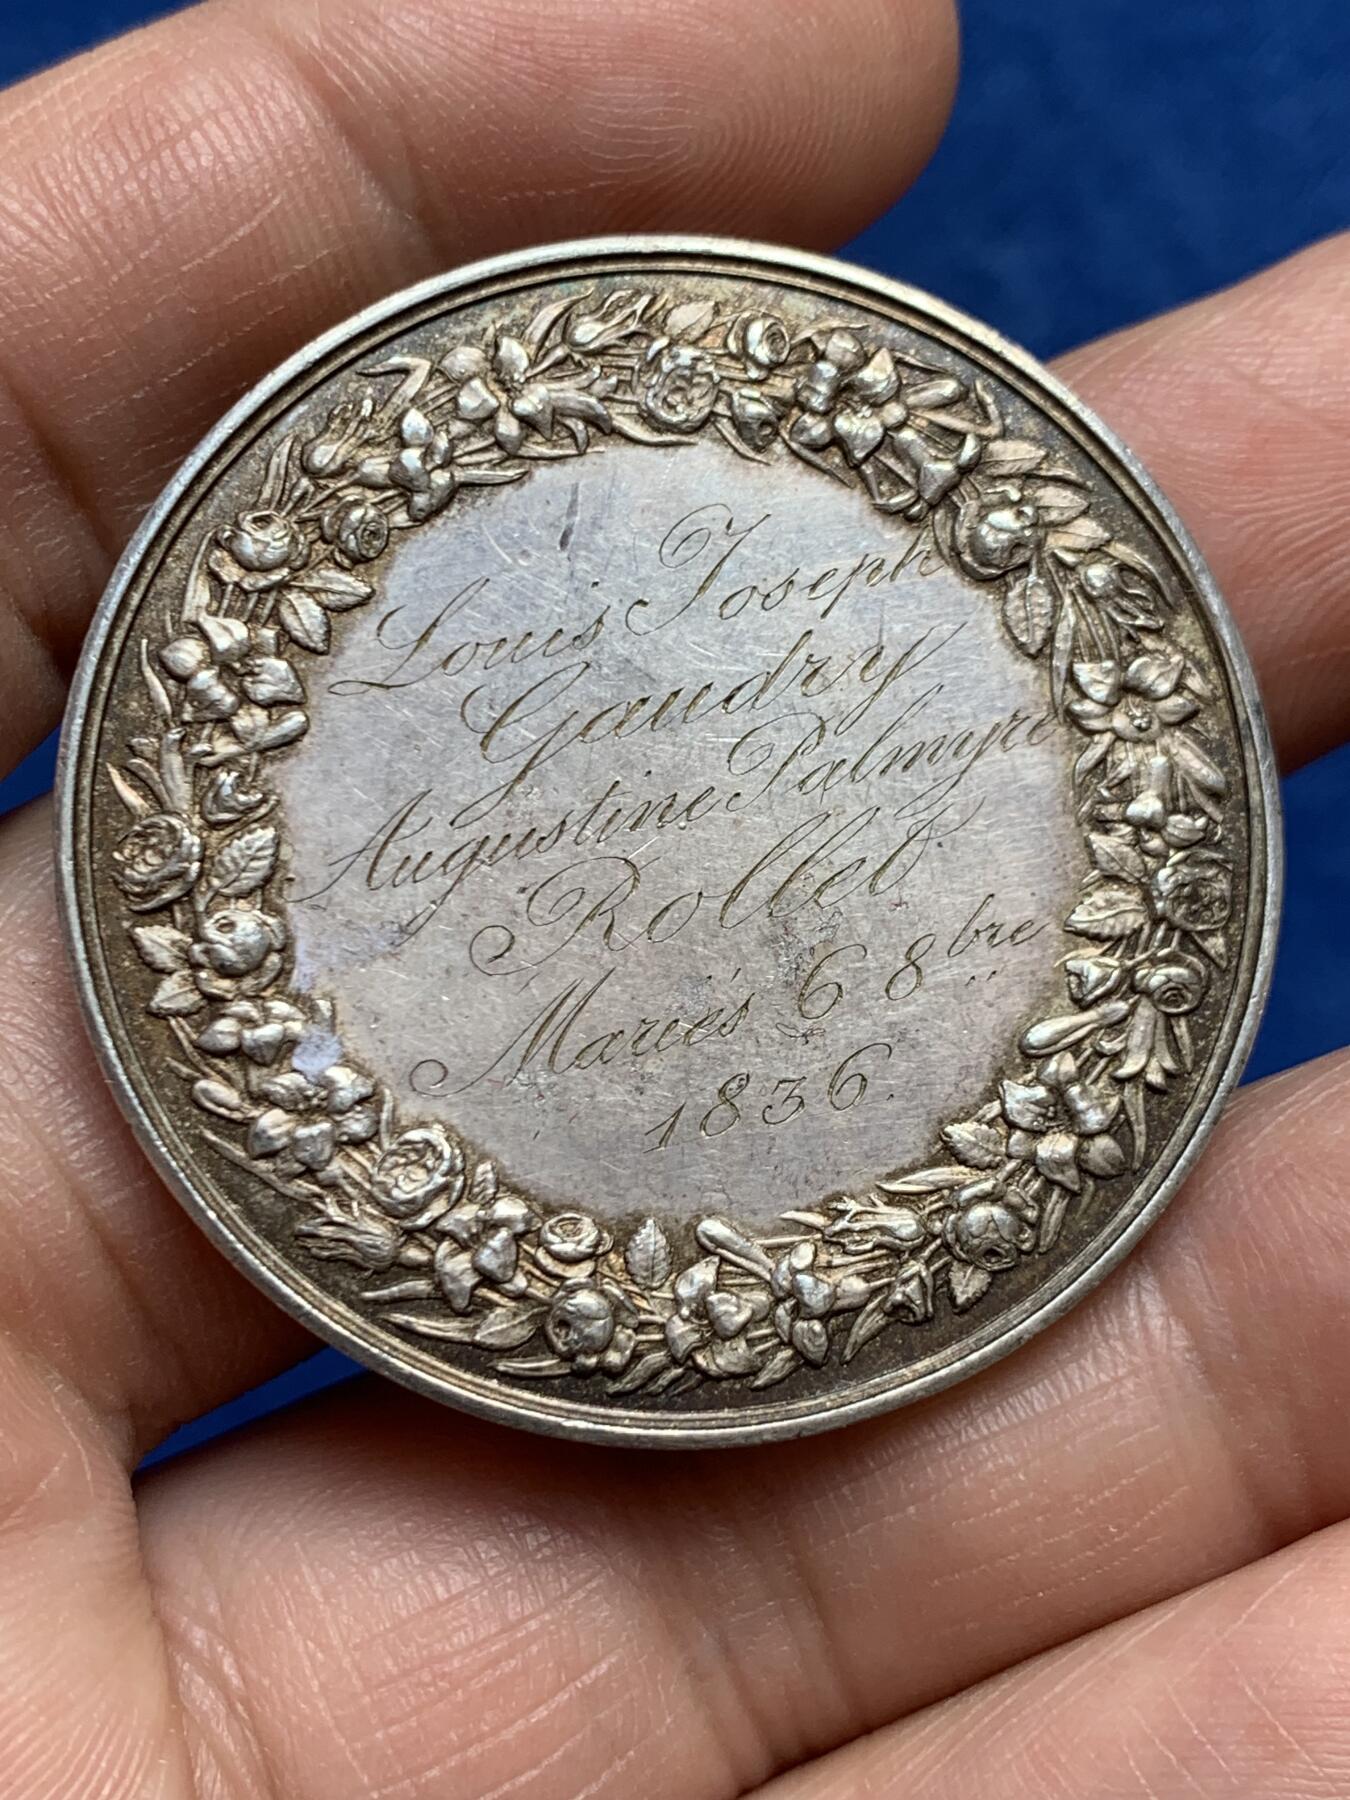 Louis Joseph
Gaudry
Augustine Palmyre
Rollet
Mariés 6 8bre
1836.